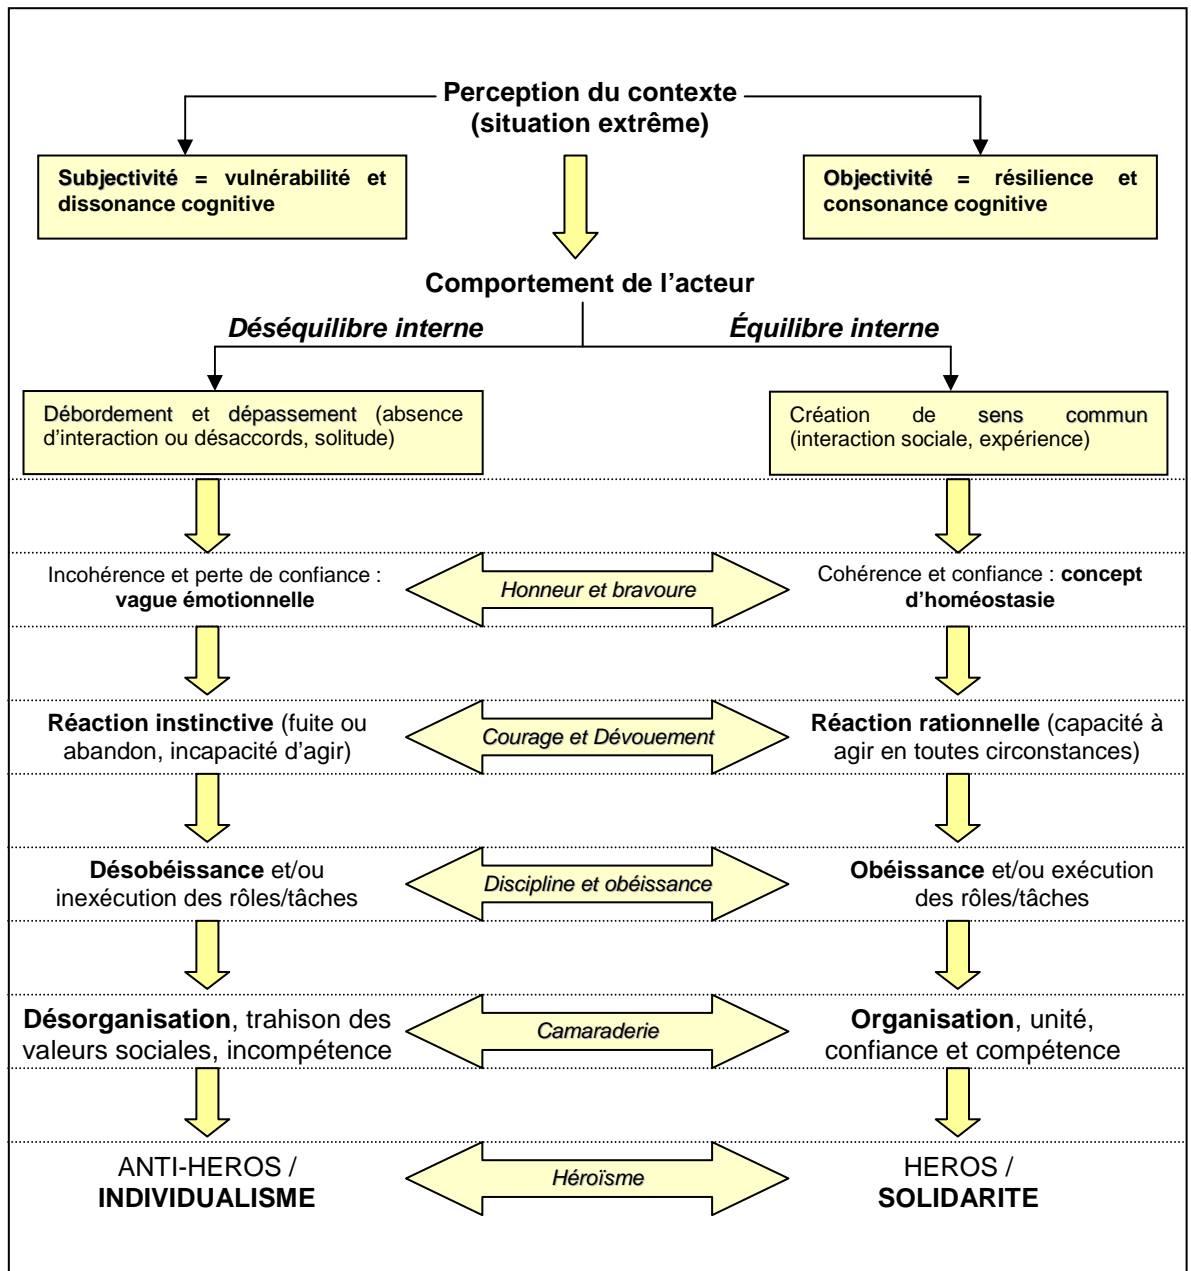 Perception du contexte
(situation extrême)
Subjectivité = vulnérabilité et
dissonance cognitive
Objectivité = résilience et
consonance cognitive
Comportement de l’acteur
Déséquilibre interne
Équilibre interne
Débordement et dépassement (absence
d’interaction ou désaccords, solitude)
Création de sens commun
(interaction sociale, expérience)
Incohérence et perte de confiance :
vague émotionnelle
Honneur et bravoure
Cohérence et confiance : concept
d’homéostasie
Réaction instinctive (fuite ou
abandon, incapacité d’agir)
Courage et Dévouement
Réaction rationnelle (capacité à
agir en toutes circonstances)
Désobéissance et/ou
inexécution des rôles/tâches
Discipline et obéissance
Obéissance et/ou exécution
des rôles/tâches
Désorganisation, trahison des
valeurs sociales, incompétence
Camaraderie
Organisation, unité,
confiance et compétence
ANTI-HEROS /
INDIVIDUALISME
Héroïsme
HEROS /
SOLIDARITE